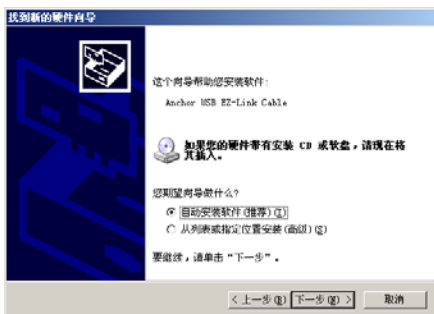 找到新的硬件向导
这个向导帮助您安装软件:
Anchor USB EZ-Link Cable
如果您的硬件带有安装 CD 或软盘，请现在将
其插入。
您期望向导做什么?
自动安装软件(推荐)(I)
从列表或指定位置安装(高级)(S)
要继续，请单击“下一步”。
< 上一步(B) 下一步(N) > 取消